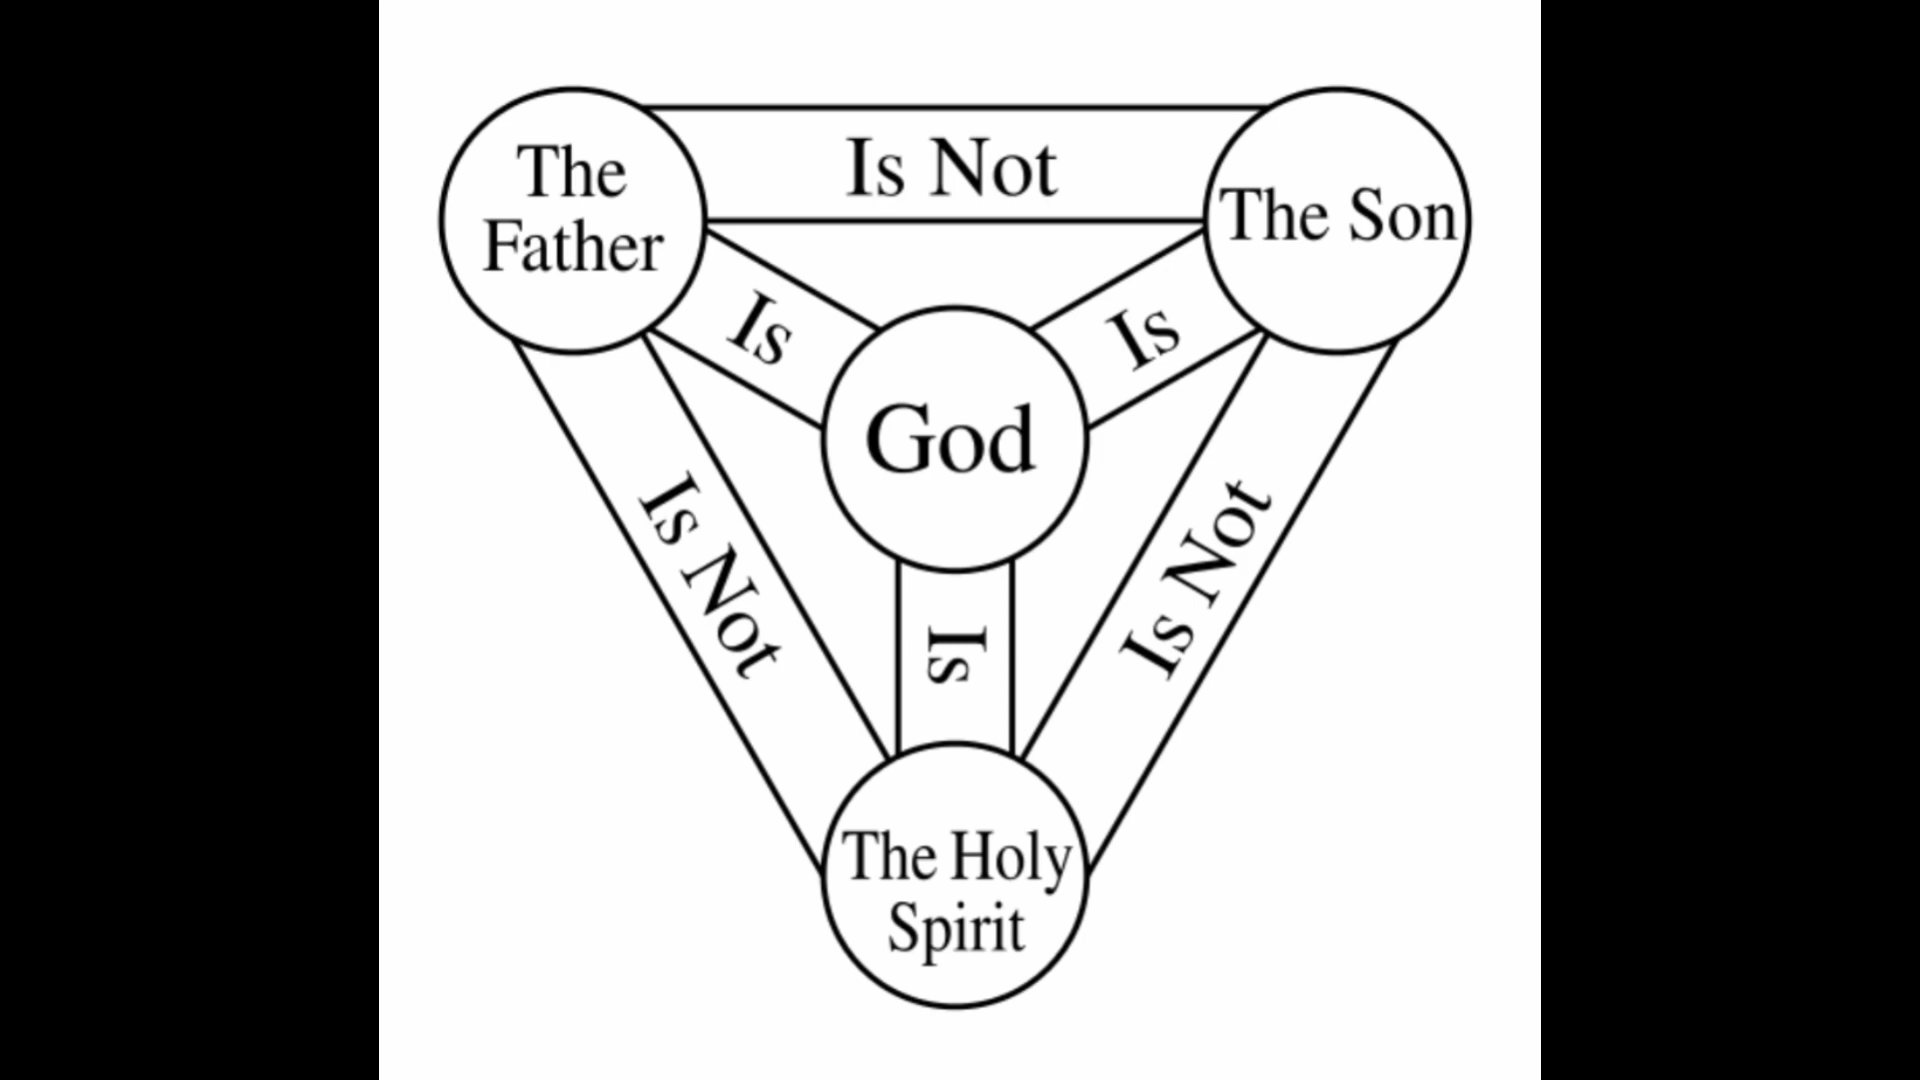 The
Father
Is Not
The Son
Is
Is
God
Is Not
Is
Is Not
The Holy
Spirit